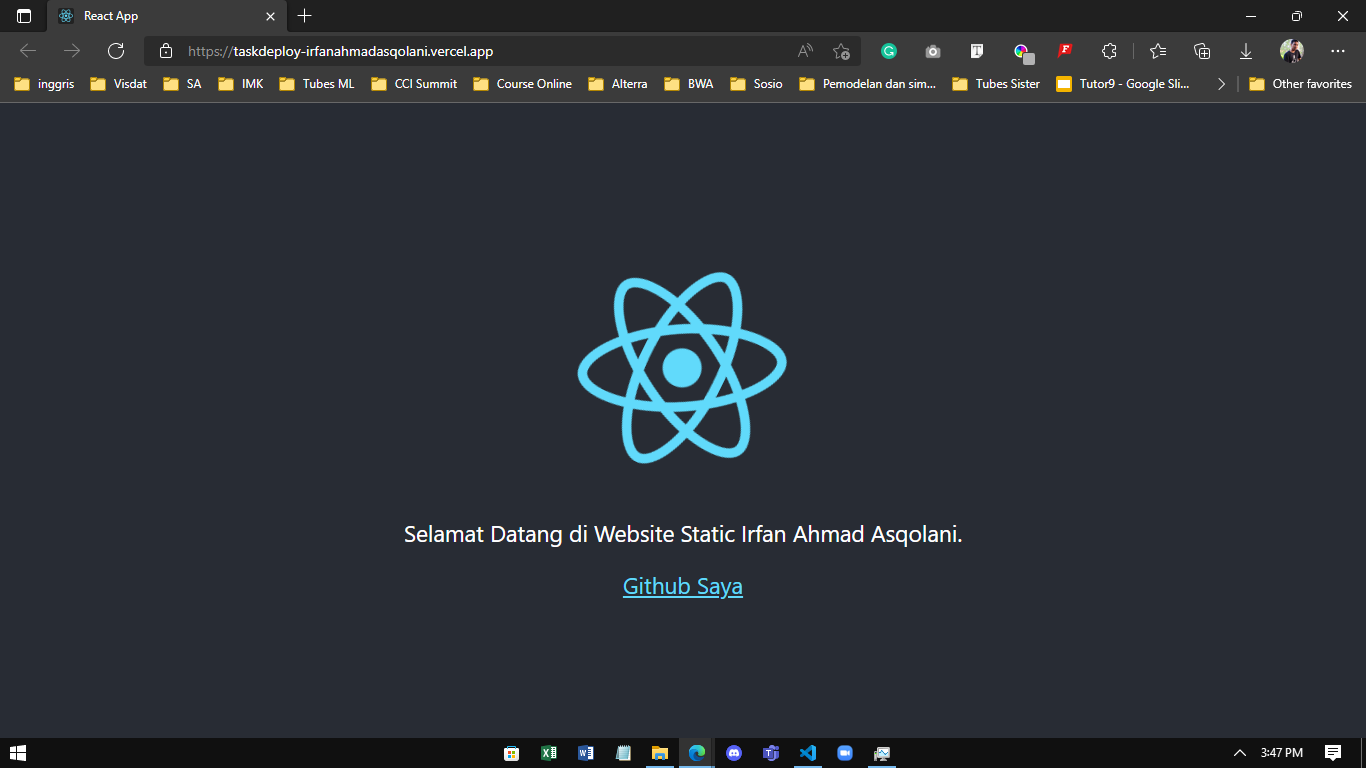 React App
https://taskdeploy-irfanahmadasqolani.vercel.app
inggris Visdat SA IMK Tubes ML CCI Summit Course Online Alterra BWA Sosio Pemodelan dan sim... Tubes Sister Tutor9 - Google Sli... Other favorites
Selamat Datang di Website Static Irfan Ahmad Asqolani.
Github Saya
3:47 PM